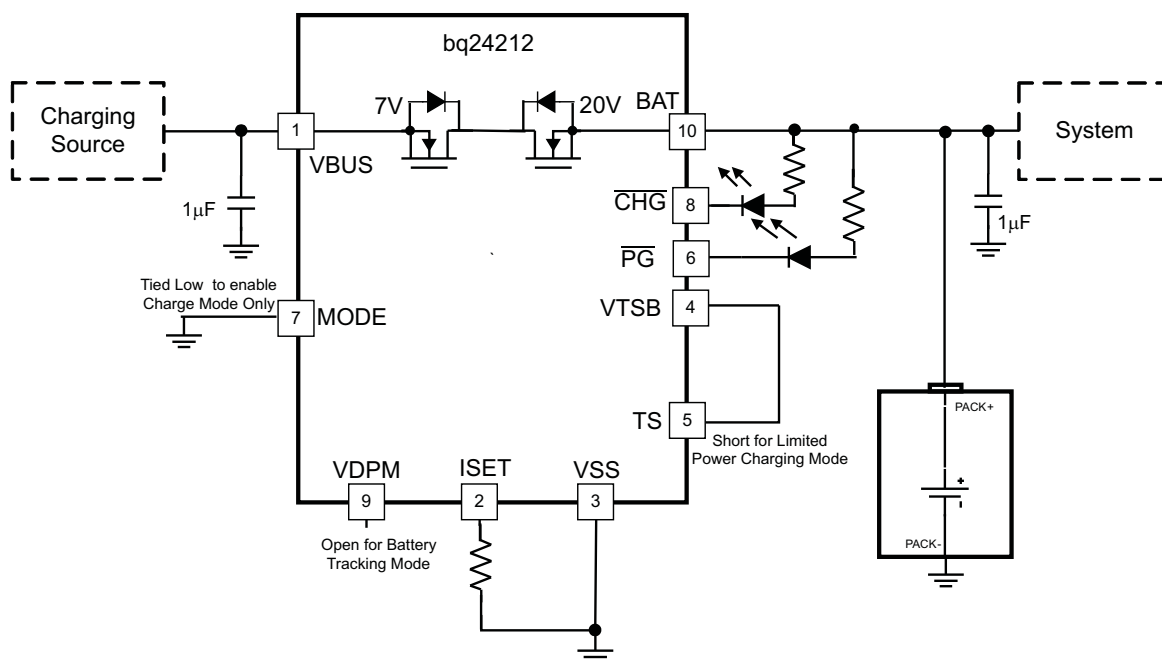 bq24212
Charging
Source
7V
20V
BAT
1
VBUS
10
System
1μF
CHG
8
1μF
PG
6
Tied Low to enable
Charge Mode Only
7
MODE
VTSB
4
TS
5
Short for Limited
Power Charging Mode
PACK+
+
-
PACK-
VDPM
ISET
VSS
9
2
3
Open for Battery
Tracking Mode